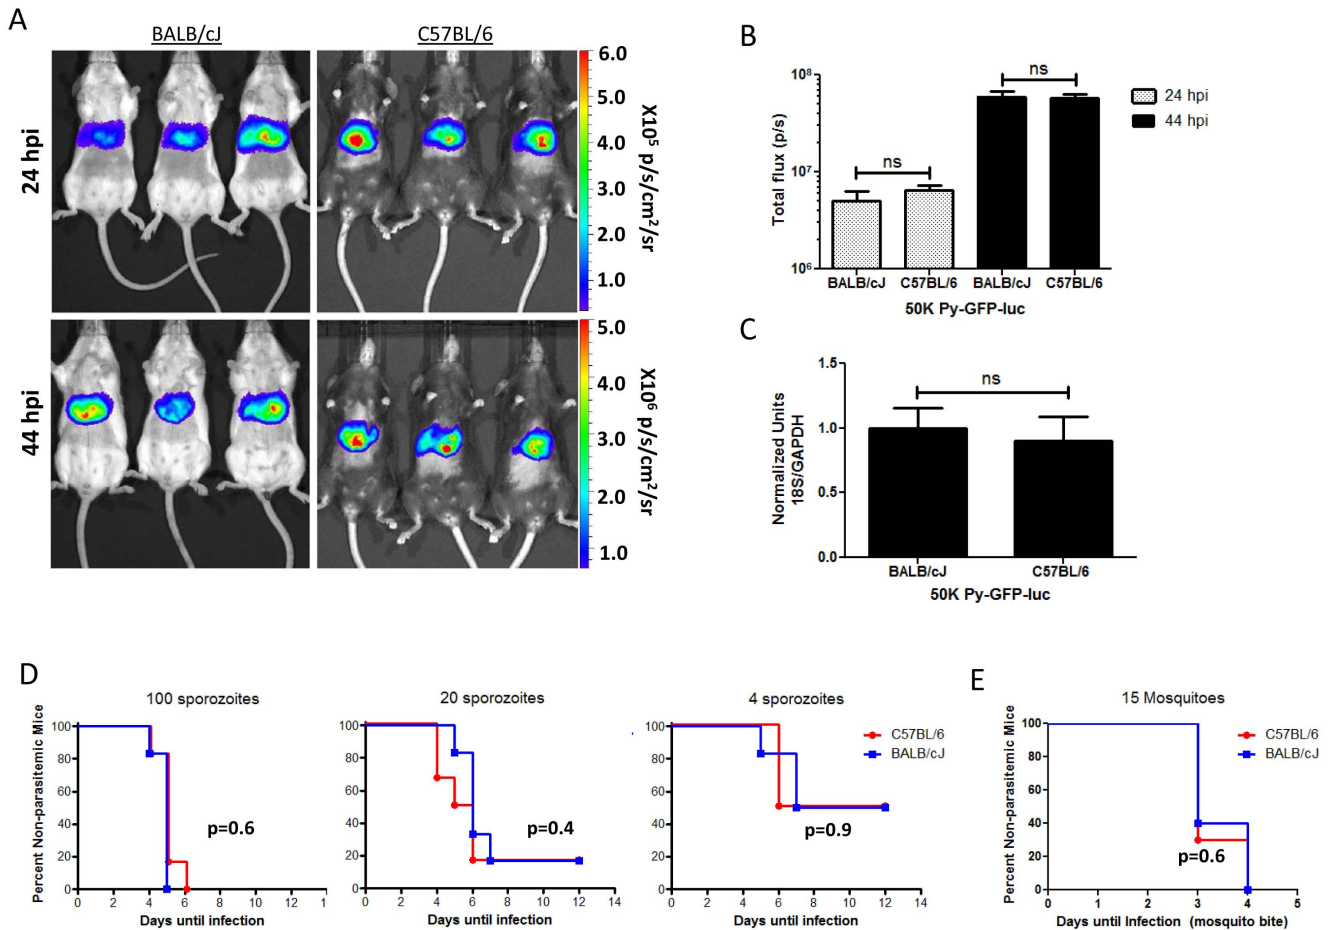 A
BALB/cJ
C57BL/6
24 hpi
6.0
4.0
3.0
2.0
1.0
X10⁵ p/s/cm²/sr
44 hpi
5.0
4.0
3.0
2.0
1.0
X10⁶ p/s/cm²/sr
B
Total flux (p/s)
10⁸
10⁷
10⁶
ns
ns
24 hpi
44 hpi
BALB/cJ C57BL/6 BALB/cJ C57BL/6
50K Py-GFP-luc
C
Normalized Units
18S/GAPDH
1.5
1.0
0.5
0.0
ns
BALB/cJ C57BL/6
50K Py-GFP-luc
D
100 sporozoites
Percent Non-parasitemic Mice
100
80
60
40
20
0
p=0.6
0 2 4 6 8 10 12 1
Days until infection
20 sporozoites
100
80
60
40
20
0
p=0.4
0 2 4 6 8 10 12 14
Days until infection
4 sporozoites
100
80
60
40
20
0
C57BL/6
BALB/cJ
p=0.9
0 2 4 6 8 10 12 14
Days until infection
E
15 Mosquitoes
Percent Non-parasitemic Mice
100
80
60
40
20
0
C57BL/6
BALB/cJ
p=0.6
0 1 2 3 4 5
Days until Infection (mosquito bite)